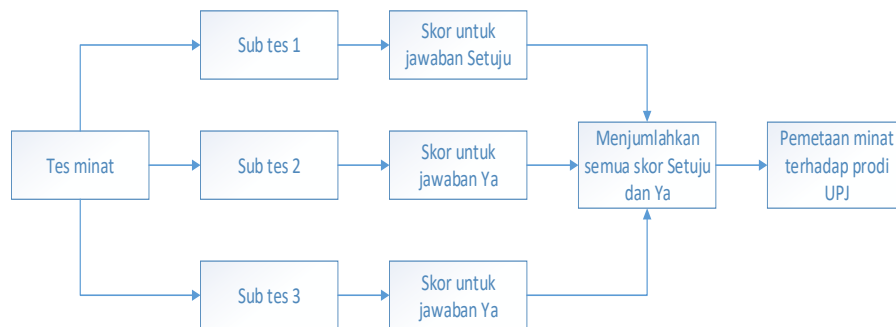 Tes minat
Sub tes 1
Skor untuk
jawaban Setuju
Sub tes 2
Skor untuk
jawaban Ya
Sub tes 3
Skor untuk
jawaban Ya
Menjumlahkan
semua skor Setuju
dan Ya
Pemetaan minat
terhadap prodi
UPJ